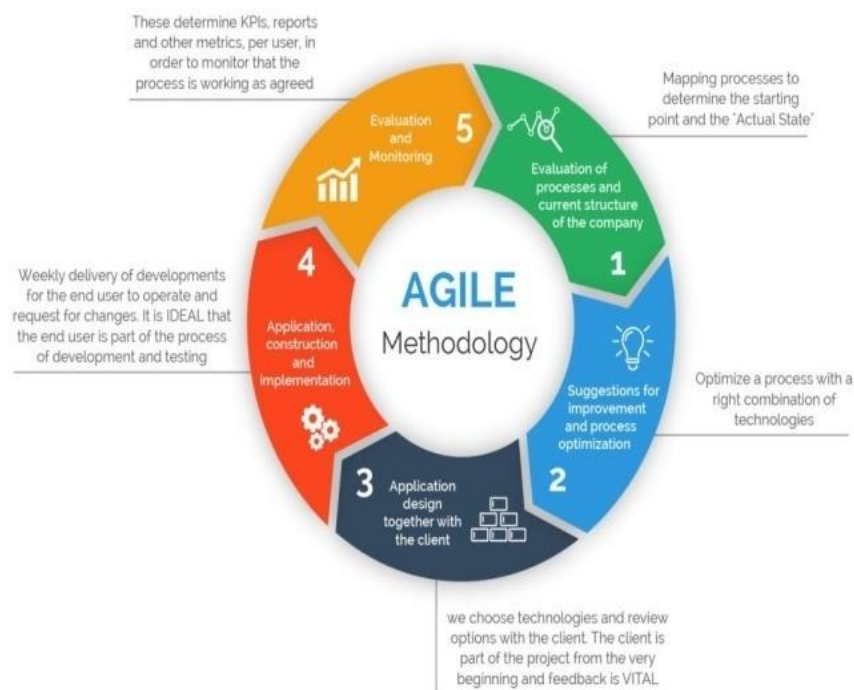 AGILE
Methodology
Mapping processes to
determine the starting
point and the "Actual State"
Evaluation of
processes and
current structure
of the company
1
Optimize a process with a
right combination of
technologies
Suggestions for
improvement
and process
optimization
2
we choose technologies and review
options with the client. The client is
part of the project from the very
beginning and feedback is VITAL
3
Application
design
together with
the client
Weekly delivery of developments
for the end user to operate and
request for changes. It is IDEAL that
the end user is part of the process
of development and testing
4
Application,
construction
and
implementation
These determine KPIs, reports
and other metrics, per user, in
order to monitor that the
process is working as agreed
Evaluation
and
Monitoring
5